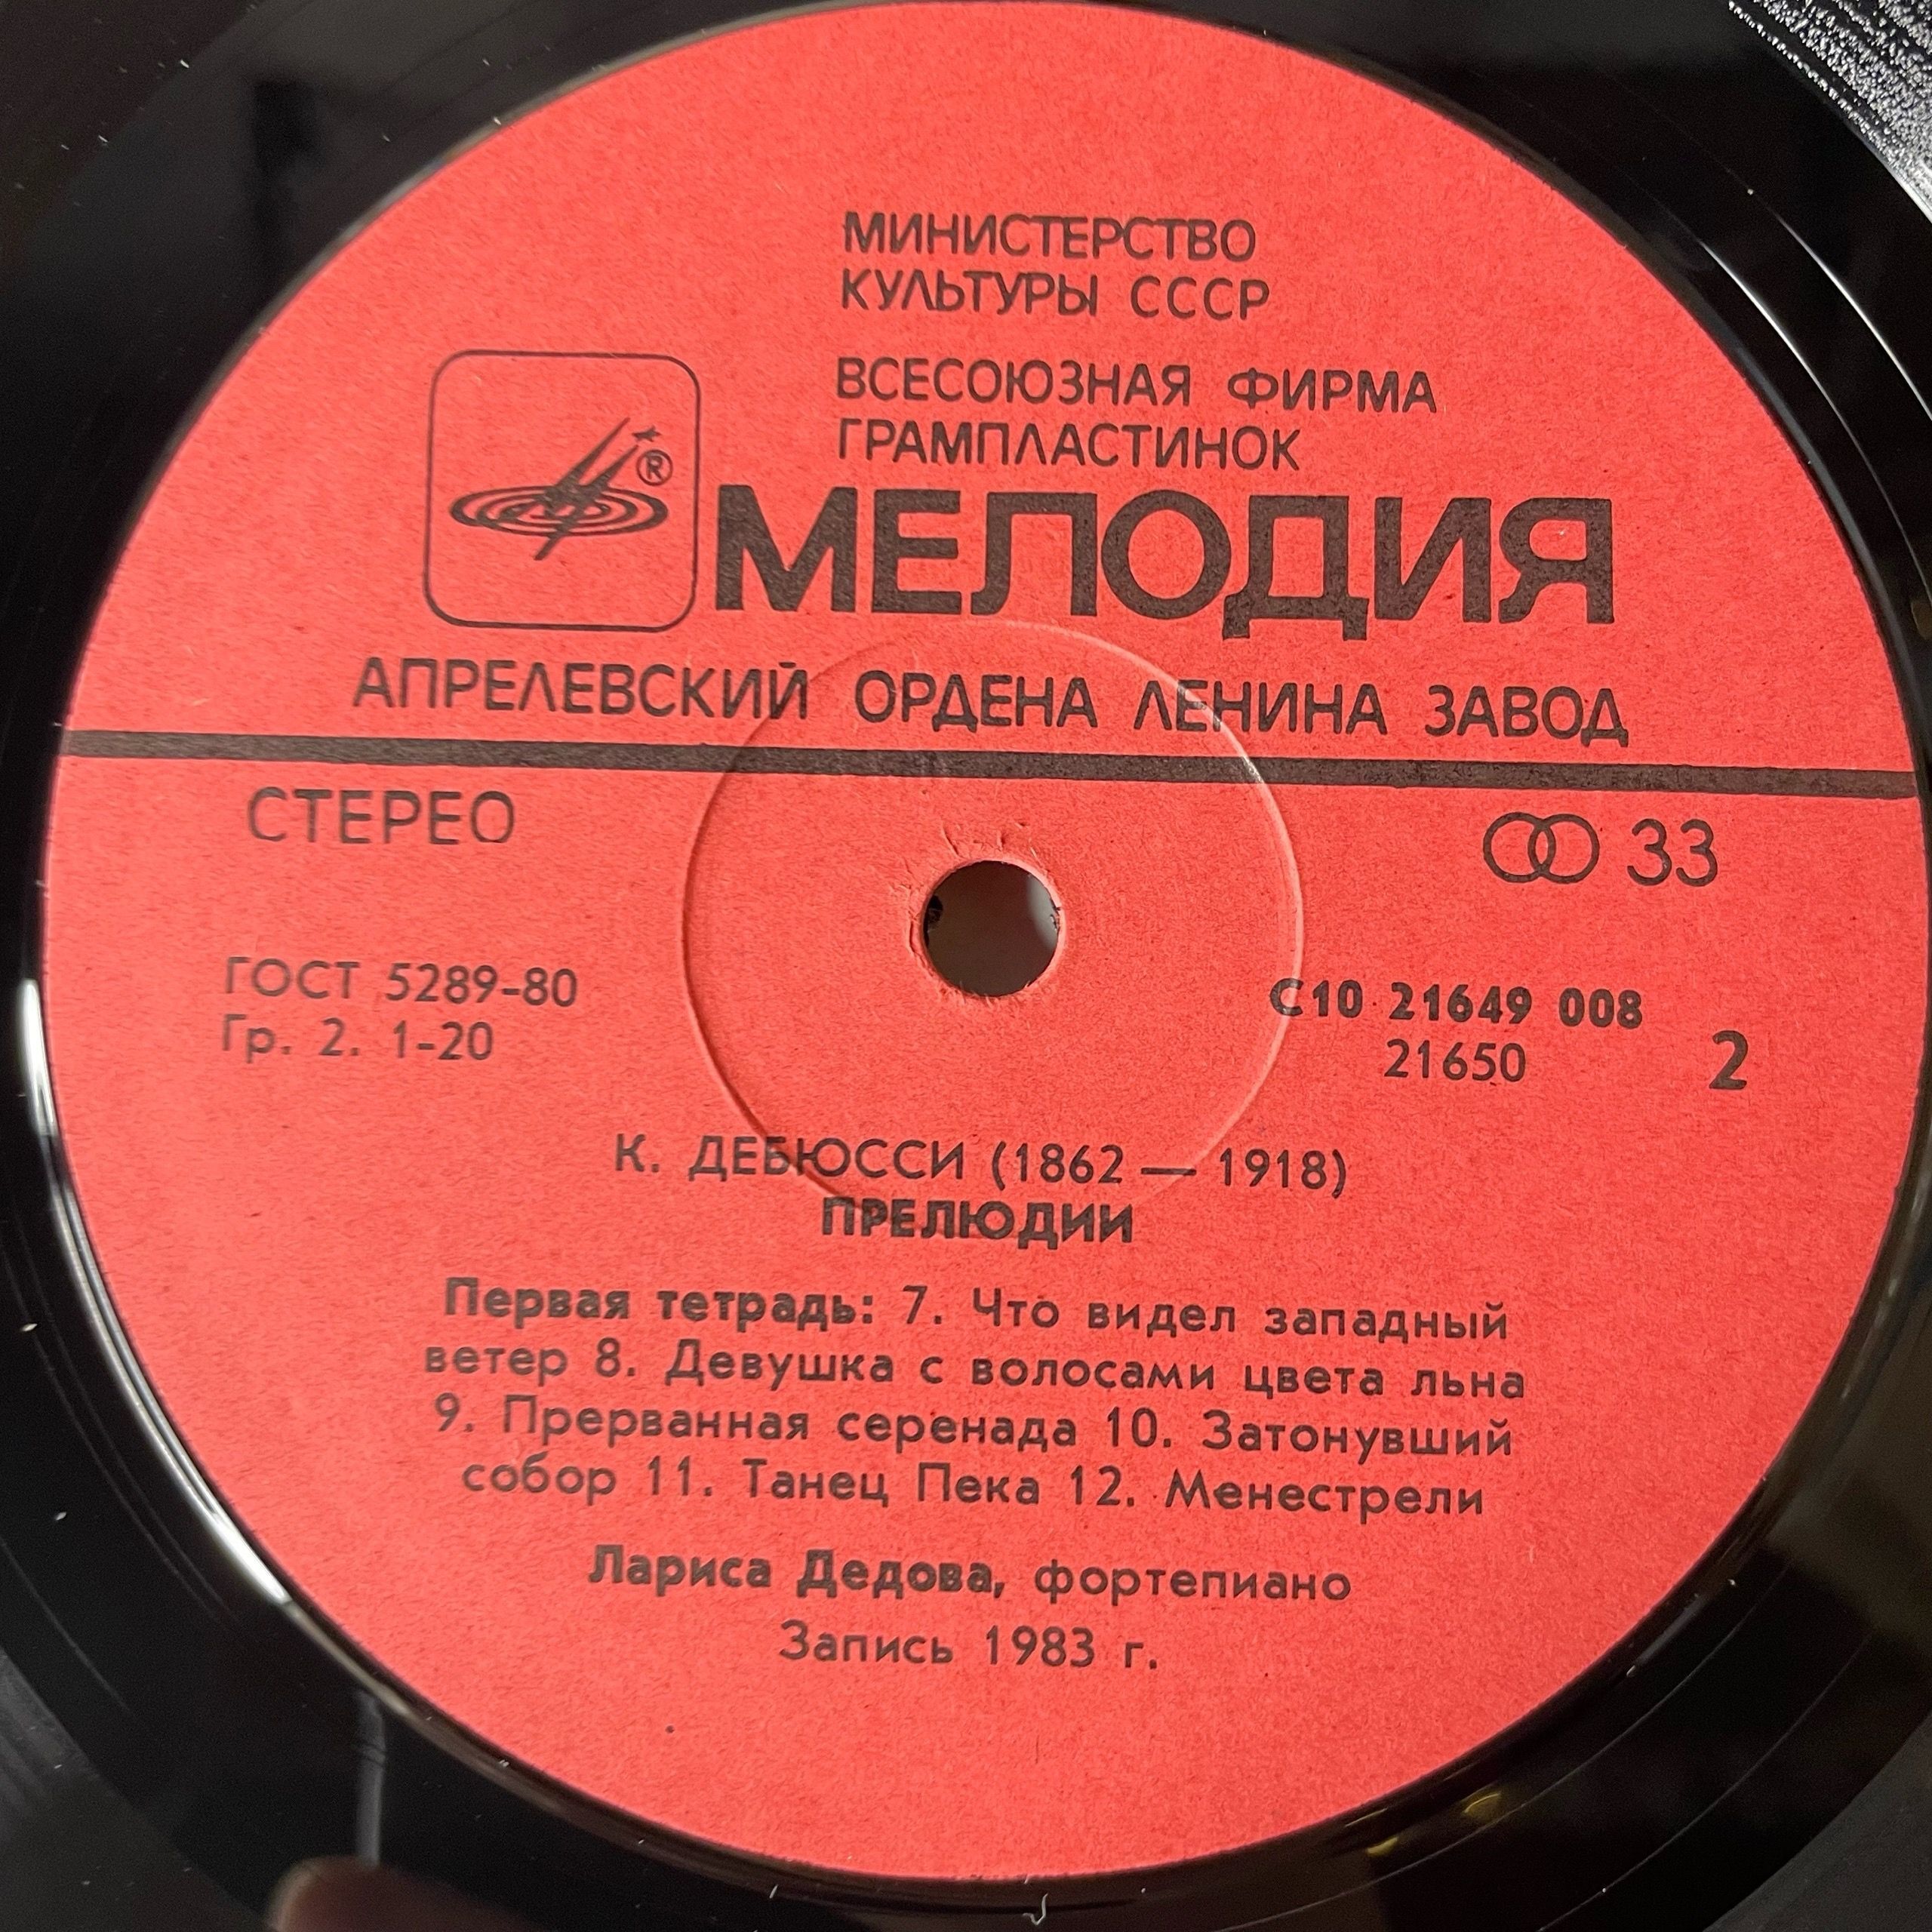 МИНИСТЕРСТВО
КУЛЬТУРЫ СССР
ВСЕСОЮЗНАЯ ФИРМА
ГРАМПЛАСТИНОК
®
МЕЛОДИЯ
АПРЕЛЕВСКИЙ ОРДЕНА ЛЕНИНА ЗАВОД
СТЕРЕО
33
ГОСТ 5289-80
Гр. 2. 1-20
С10 21649 008
21650
2
К. ДЕБЮССИ (1862 — 1918)
ПРЕЛЮДИИ
Первая тетрадь: 7. Что видел западный
ветер 8. Девушка с волосами цвета льна
9. Прерванная серенада 10. Затонувший
собор 11. Танец Пека 12. Менестрели
Лариса Дедова, фортепиано
Запись 1983 г.